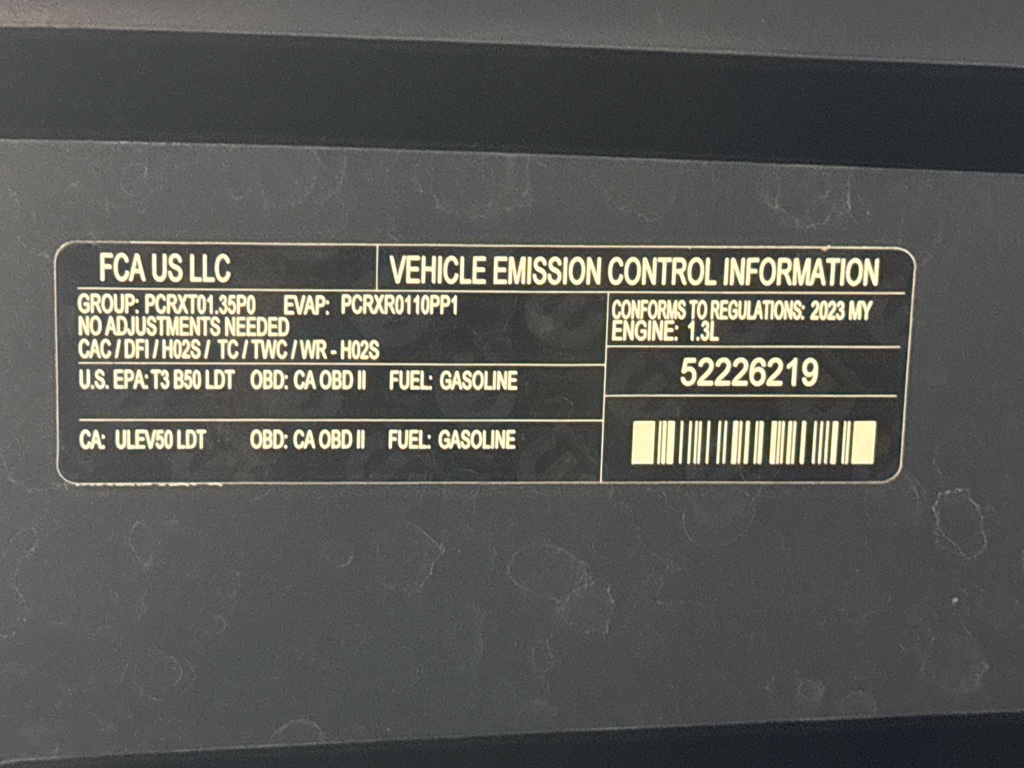 FCA US LLC
VEHICLE EMISSION CONTROL INFORMATION
GROUP: PCRXT01.35P0 EVAP: PCRXR0110PP1
NO ADJUSTMENTS NEEDED
CAC / DFI / H02S / TC / TWC / WR - H02S
U.S. EPA: T3 B50 LDT OBD: CA OBD II FUEL: GASOLINE
CA: ULEV50 LDT OBD: CA OBD II FUEL: GASOLINE
CONFORMS TO REGULATIONS: 2023 MY
ENGINE: 1.3L
52226219